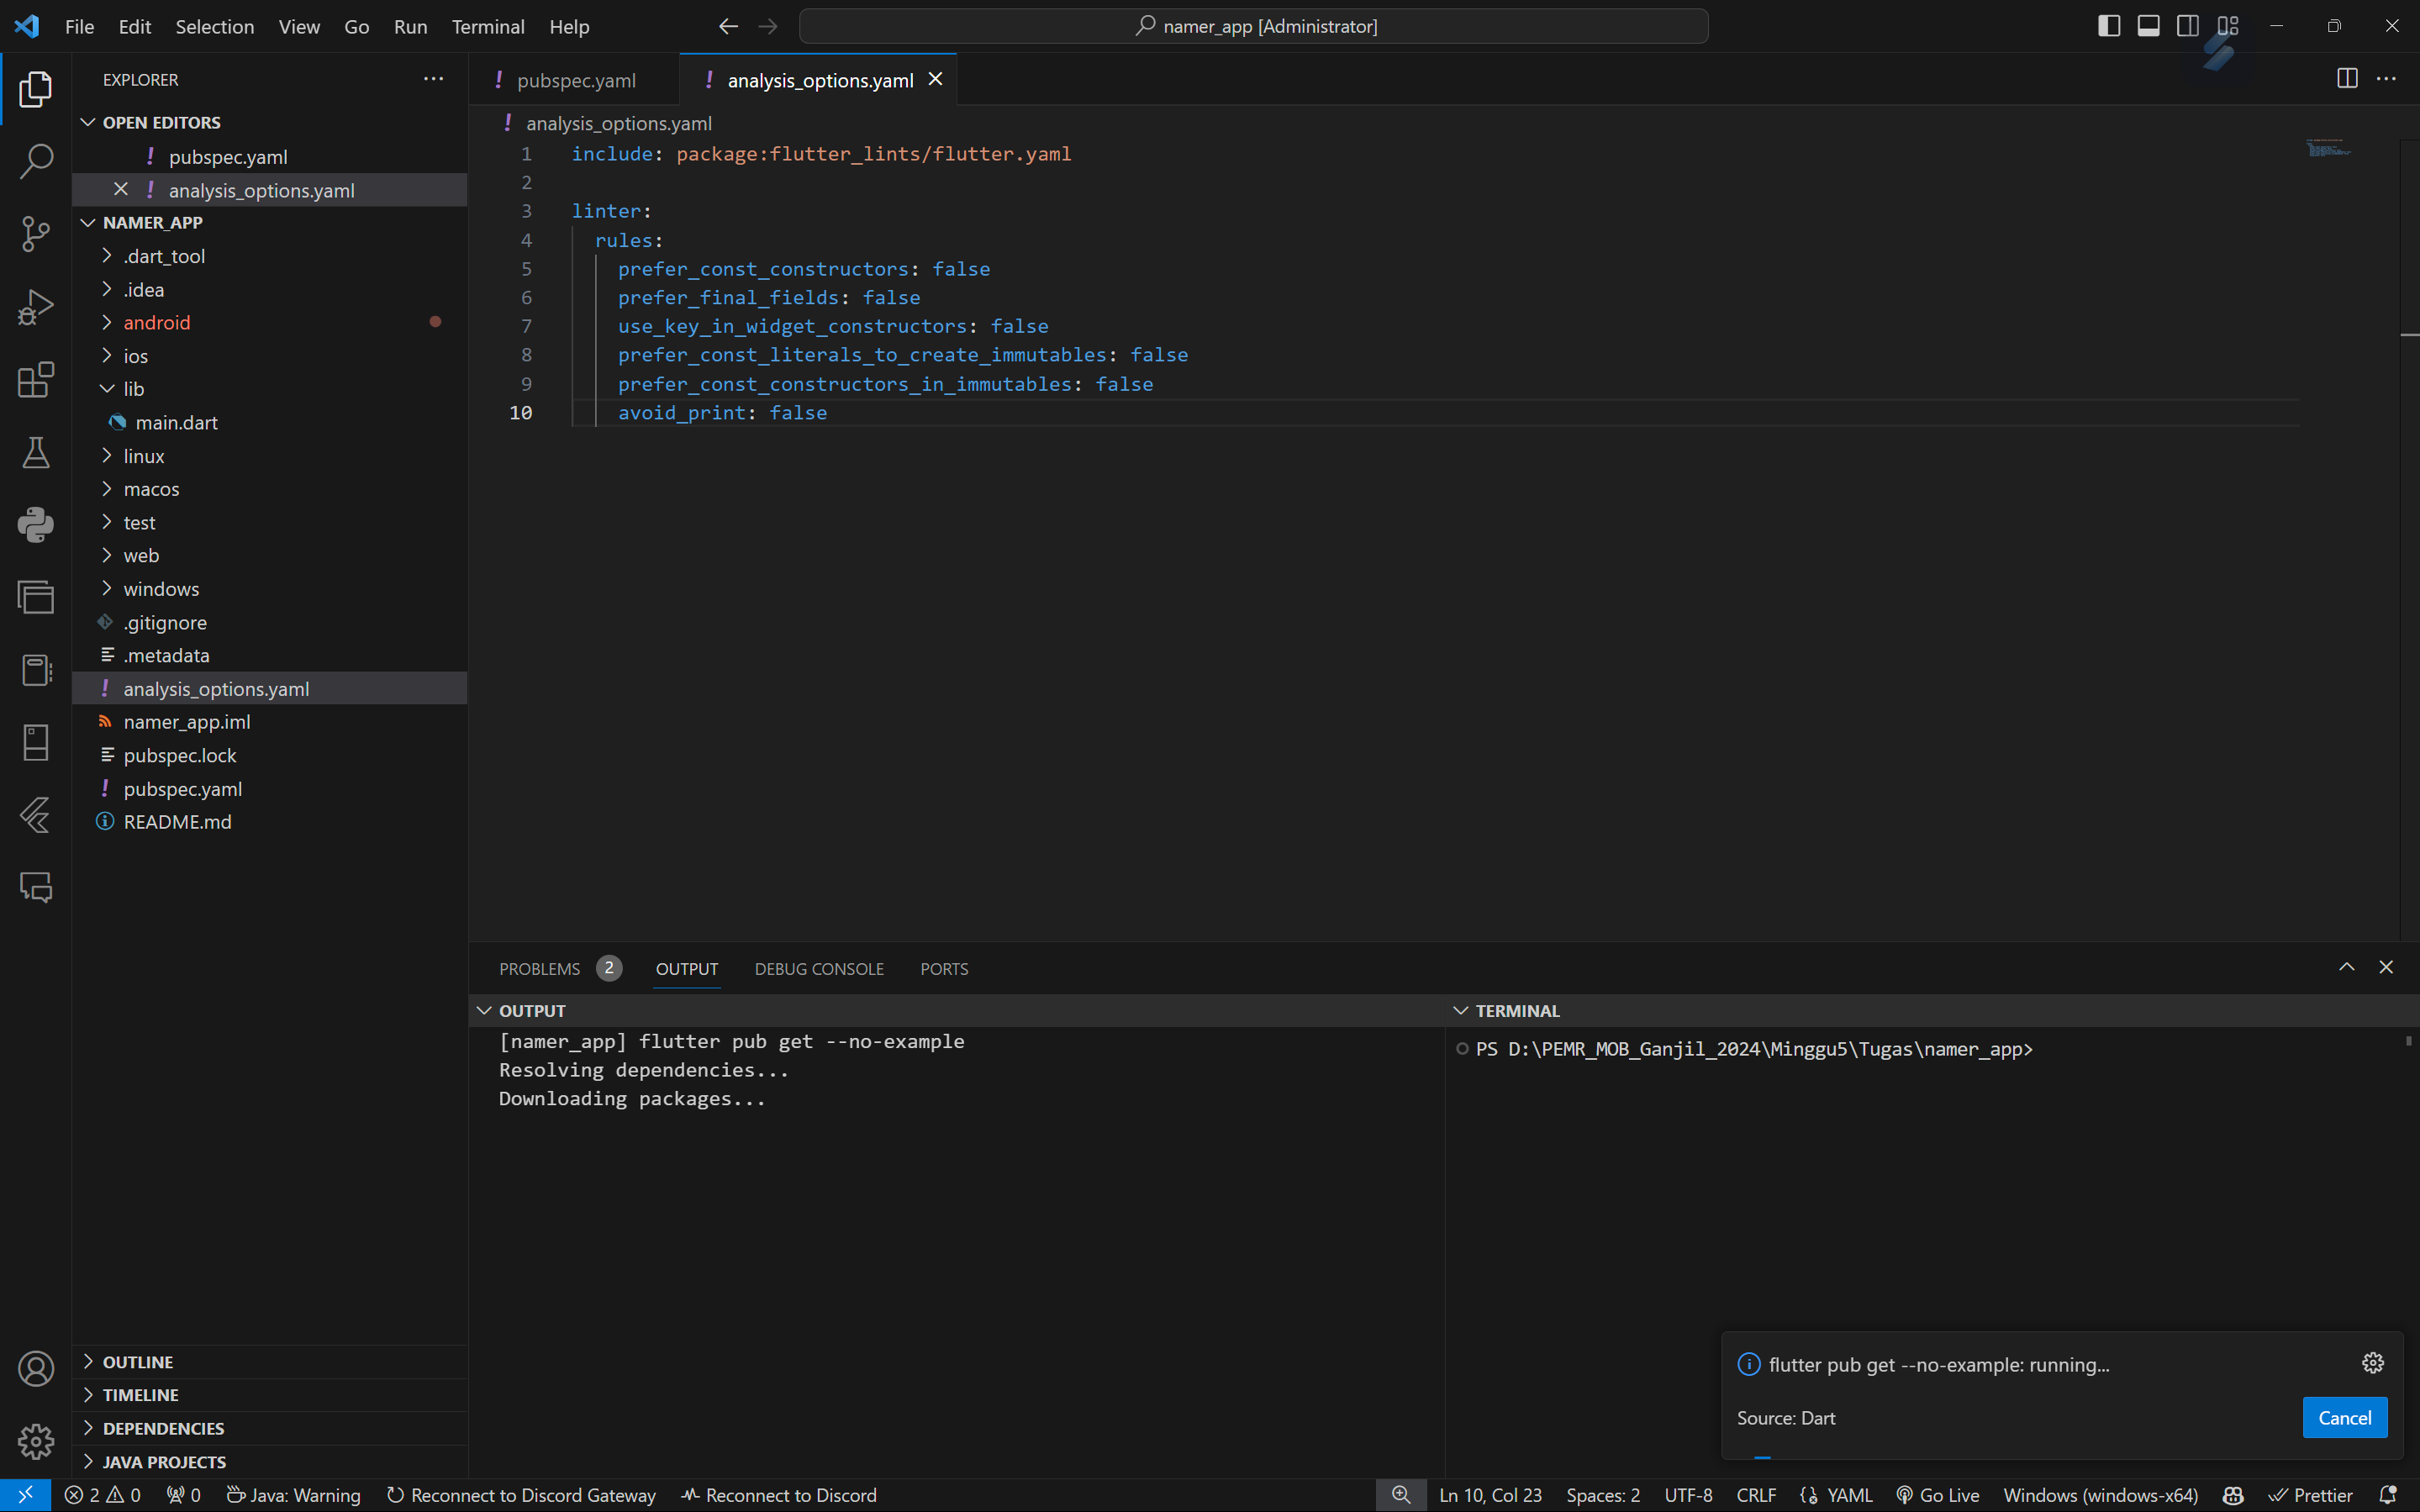 File Edit Selection View Go Run Terminal Help
namer_app [Administrator]
EXPLORER
OPEN EDITORS
! pubspec.yaml
! analysis_options.yaml
NAMER_APP
.dart_tool
.idea
android
ios
lib
main.dart
linux
macos
test
web
windows
.gitignore
.metadata
! analysis_options.yaml
namer_app.iml
pubspec.lock
! pubspec.yaml
README.md
OUTLINE
TIMELINE
DEPENDENCIES
JAVA PROJECTS
! pubspec.yaml
! analysis_options.yaml
! analysis_options.yaml
1 include: package:flutter_lints/flutter.yaml
2
3 linter:
4 rules:
5 prefer_const_constructors: false
6 prefer_final_fields: false
7 use_key_in_widget_constructors: false
8 prefer_const_literals_to_create_immutables: false
9 prefer_const_constructors_in_immutables: false
10 avoid_print: false
PROBLEMS 2 OUTPUT DEBUG CONSOLE PORTS
OUTPUT
[namer_app] flutter pub get --no-example
Resolving dependencies...
Downloading packages...
TERMINAL
PS D:\PEMR_MOB_Ganjil_2024\Minggu5\Tugas\namer_app>
flutter pub get --no-example: running...
Source: Dart
Cancel
2 0 0 Java: Warning Reconnect to Discord Gateway Reconnect to Discord Ln 10, Col 23 Spaces: 2 UTF-8 CRLF YAML Go Live Windows (windows-x64) Prettier